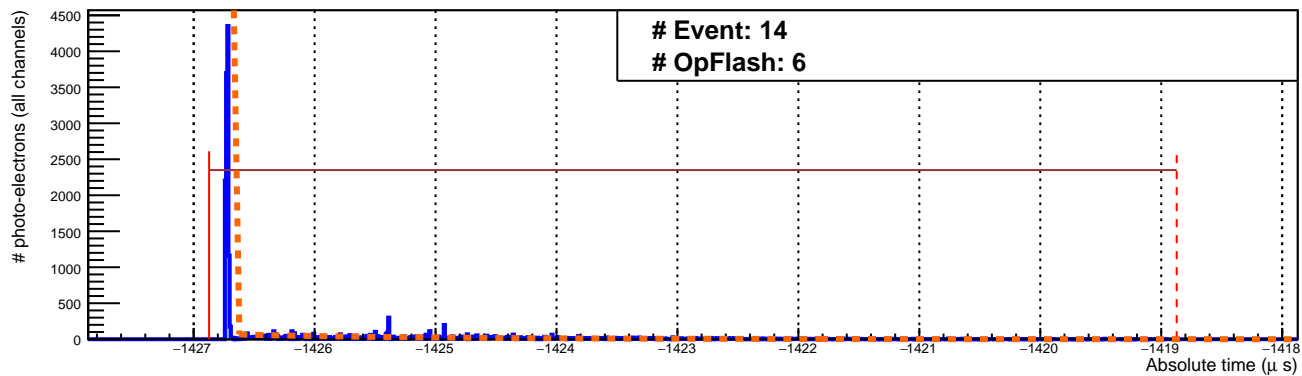 # Event: 14
# OpFlash: 6
# photo-electrons (all channels)
4500
4000
3500
3000
2500
2000
1500
1000
500
0
−1427 −1426 −1425 −1424 −1423 −1422 −1421 −1420 −1419 −1418
Absolute time (μ s)